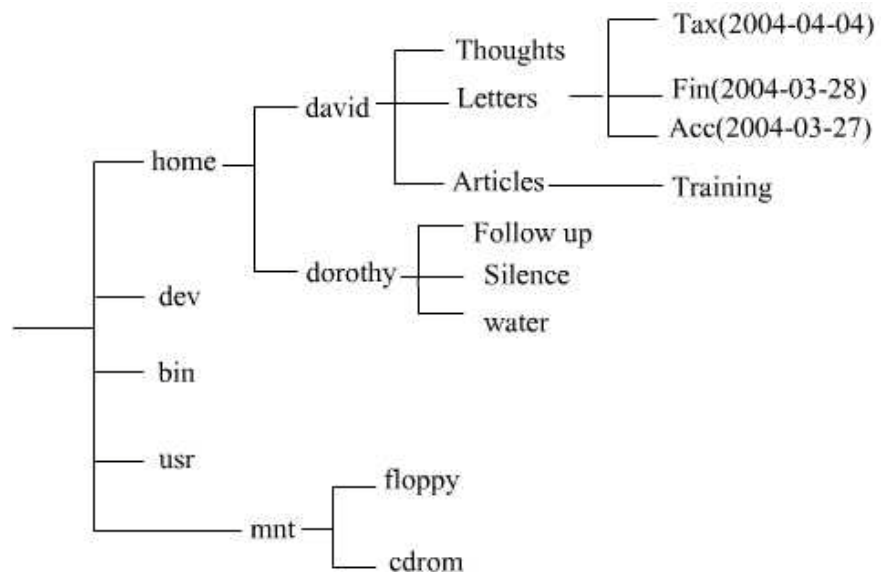 Tax(2004-04-04)
Thoughts
Letters
Fin(2004-03-28)
david
Acc(2004-03-27)
home
Articles
Training
Follow up
dorothy
Silence
dev
water
bin
usr
floppy
mnt
cdrom